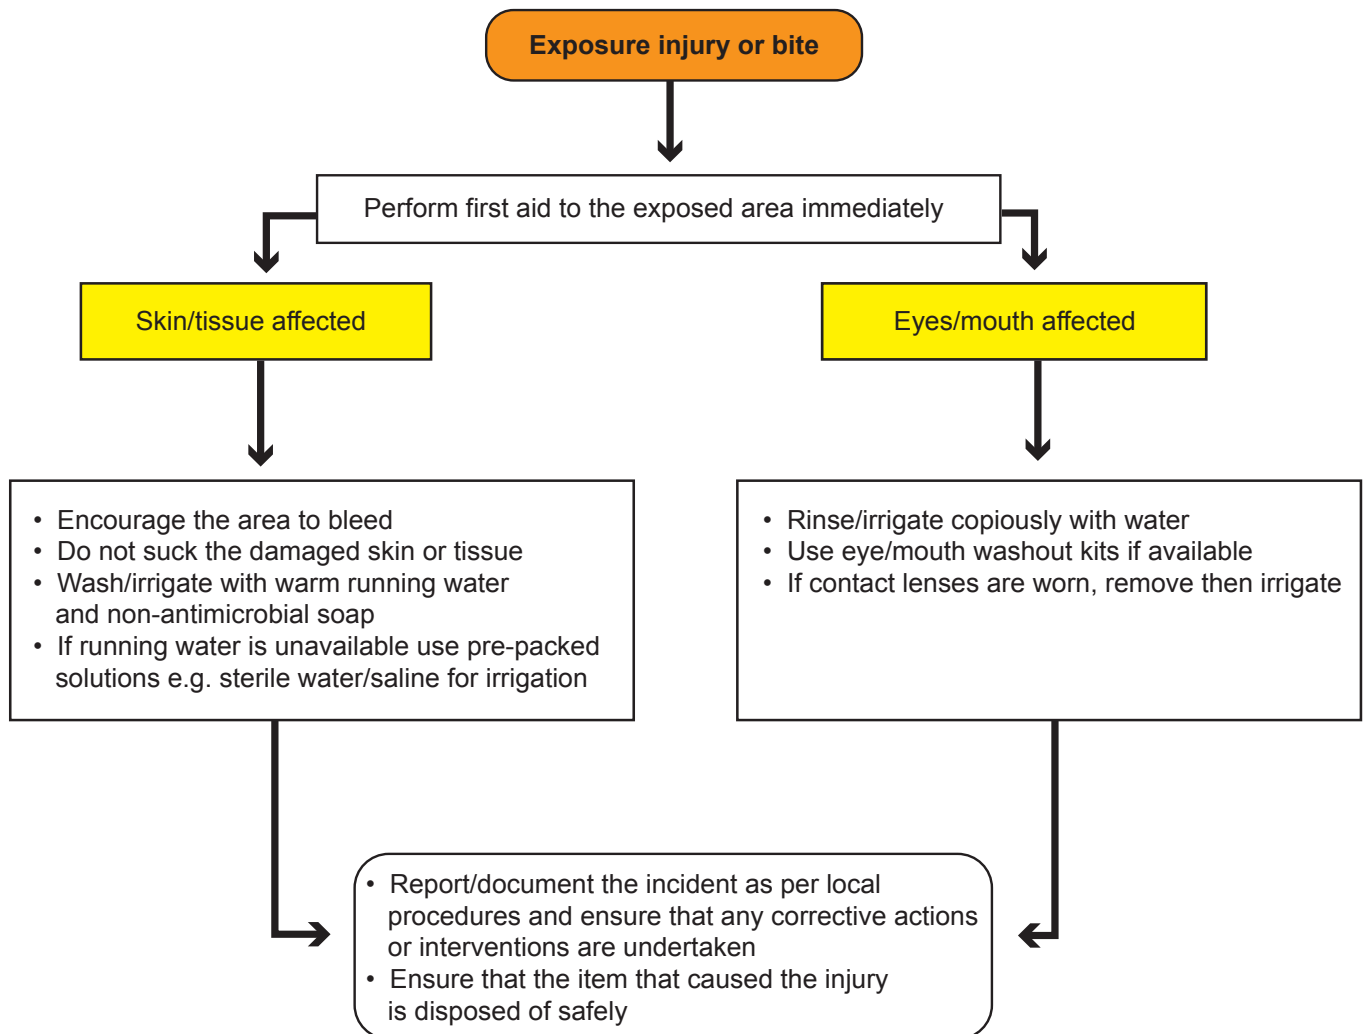 Exposure injury or bite
Perform first aid to the exposed area immediately
Skin/tissue affected
Eyes/mouth affected
• Encourage the area to bleed
• Do not suck the damaged skin or tissue
• Wash/irrigate with warm running water
and non-antimicrobial soap
• If running water is unavailable use pre-packed
solutions e.g. sterile water/saline for irrigation
• Rinse/irrigate copiously with water
• Use eye/mouth washout kits if available
• If contact lenses are worn, remove then irrigate
• Report/document the incident as per local
procedures and ensure that any corrective actions
or interventions are undertaken
• Ensure that the item that caused the injury
is disposed of safely